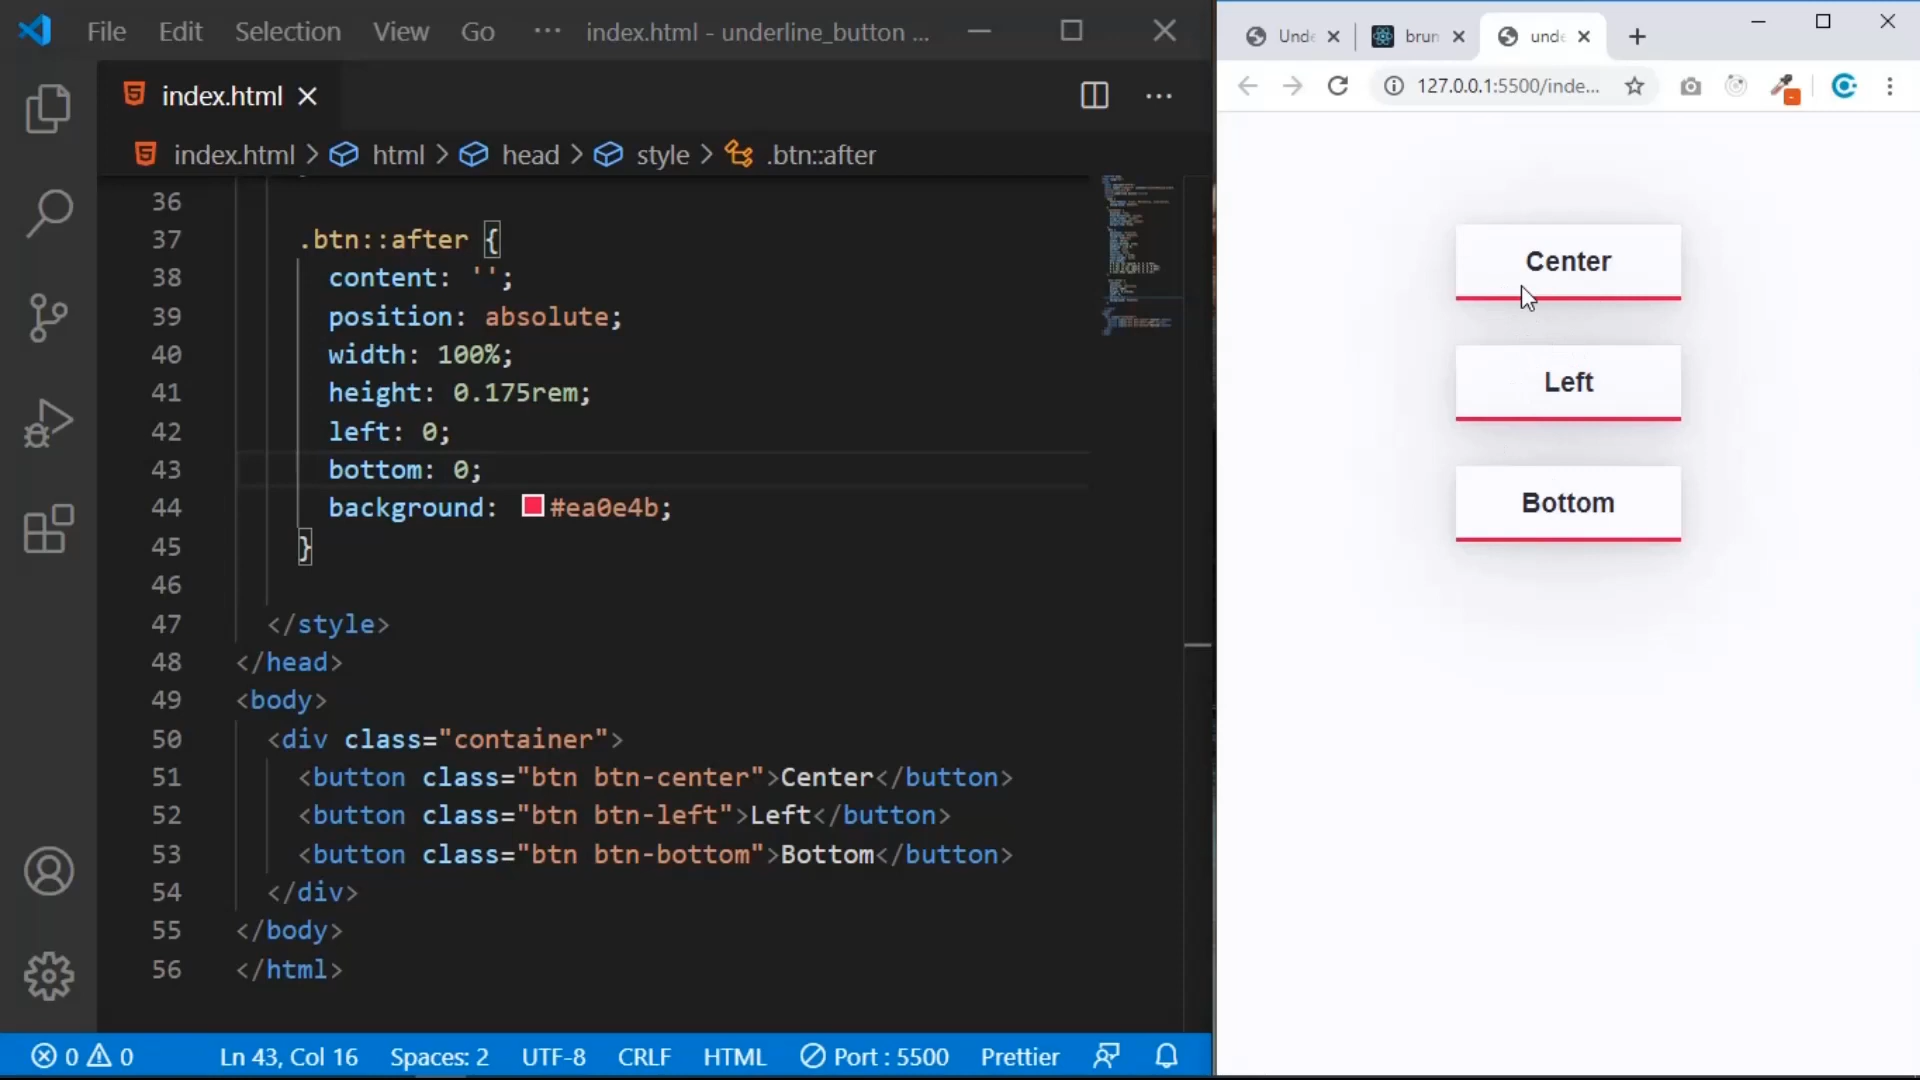 File Edit Selection View Go ··· index.html - underline_button ...
index.html
index.html > html > head > style > .btn::after
36
37 .btn::after {
38 content: '';
39 position: absolute;
40 width: 100%;
41 height: 0.175rem;
42 left: 0;
43 bottom: 0;
44 background: #ea0e4b;
45 }
46
47 </style>
48 </head>
49 <body>
50 <div class="container">
51 <button class="btn btn-center">Center</button>
52 <button class="btn btn-left">Left</button>
53 <button class="btn btn-bottom">Bottom</button>
54 </div>
55 </body>
56 </html>
0 0 Ln 43, Col 16 Spaces: 2 UTF-8 CRLF HTML Port : 5500 Prettier
Unde brun unde
127.0.0.1:5500/inde...
Center
Left
Bottom